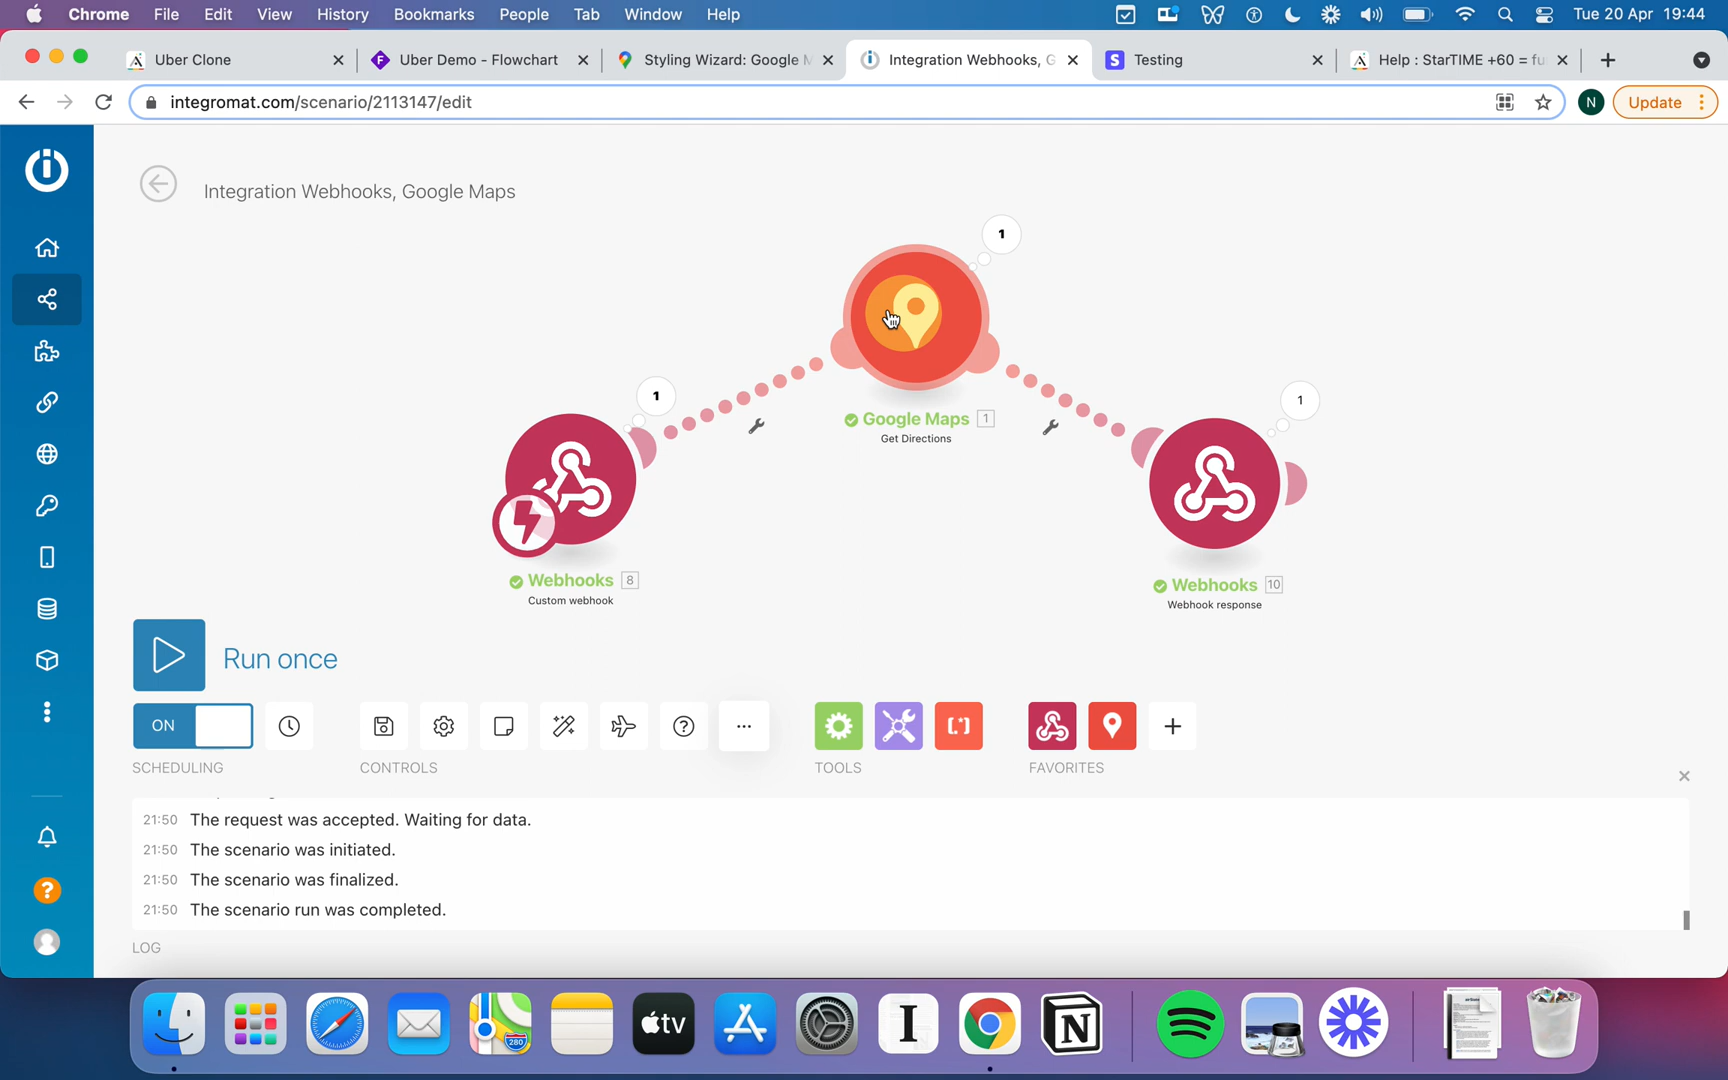 Chrome File Edit View History Bookmarks People Tab Window Help Tue 20 Apr 19:44
Uber Clone Uber Demo - Flowchart Styling Wizard: Google M Integration Webhooks, G Testing Help : StarTIME +60 = fu
integromat.com/scenario/2113147/edit N Update
Integration Webhooks, Google Maps
1
1
1
Google Maps 1
Get Directions
Webhooks 8
Custom webhook
Webhooks 10
Webhook response
Run once
ON
SCHEDULING CONTROLS TOOLS FAVORITES
21:50 The request was accepted. Waiting for data.
21:50 The scenario was initiated.
21:50 The scenario was finalized.
21:50 The scenario run was completed.
LOG
tv
280